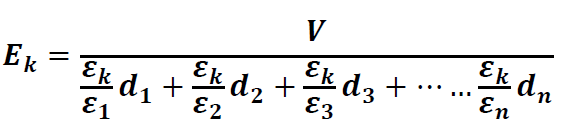 E_k = V / (ε_k/ε_1 d_1 + ε_k/ε_2 d_2 + ε_k/ε_3 d_3 + ⋯ … ε_k/ε_n d_n)